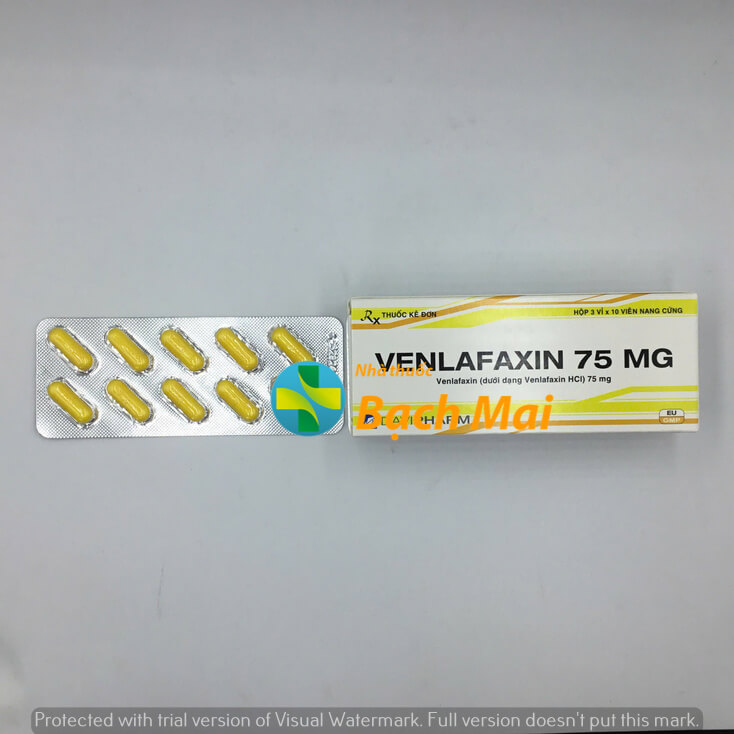 Rx THUỐC KÊ ĐƠN
HỘP 3 VỈ x 10 VIÊN NANG CỨNG
VENLAFAXIN 75 MG
Venlafaxin (dưới dạng Venlafaxin HCl) 75 mg
Nhà thuốc
Bạch Mai
DAVIPHARM
EU
GMP
Protected with trial version of Visual Watermark. Full version doesn't put this mark.